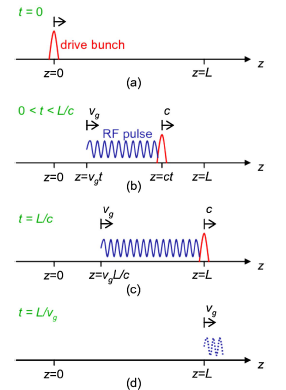 t = 0
drive bunch
z=0
z=L
z
(a)
0 < t < L/c
v_g
c
RF pulse
z=0
z=v_gt
z=ct
z=L
z
(b)
t = L/c
v_g
c
z=0
z=v_gL/c
z=L
z
(c)
t = L/v_g
v_g
z=0
z=L
z
(d)